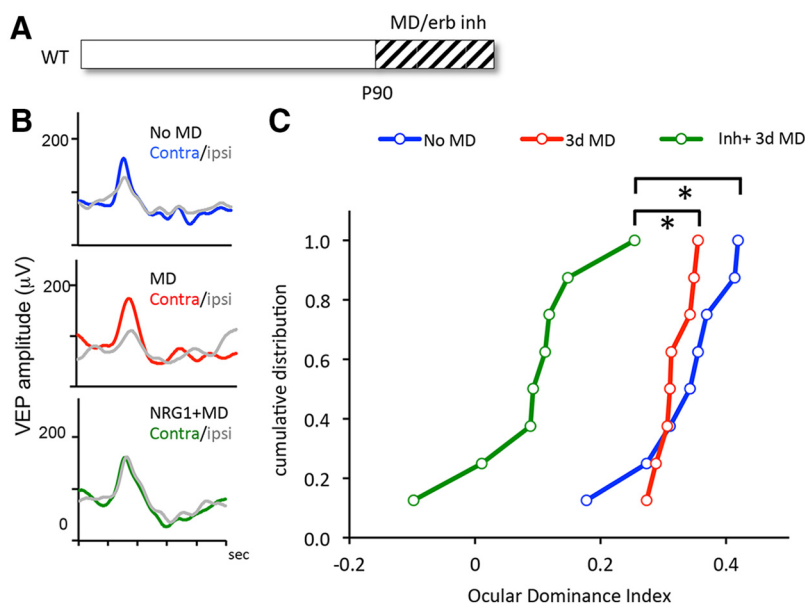 A
MD/erb inh
WT
P90
B
C
No MD
3d MD
Inh+ 3d MD
200
No MD
Contra/ipsi
*
*
200
MD
Contra/ipsi
200
NRG1+MD
Contra/ipsi
0
sec
VEP amplitude (μV)
cumulative distribution
1.0
0.8
0.6
0.4
0.2
0.0
-0.2
0
0.2
0.4
Ocular Dominance Index